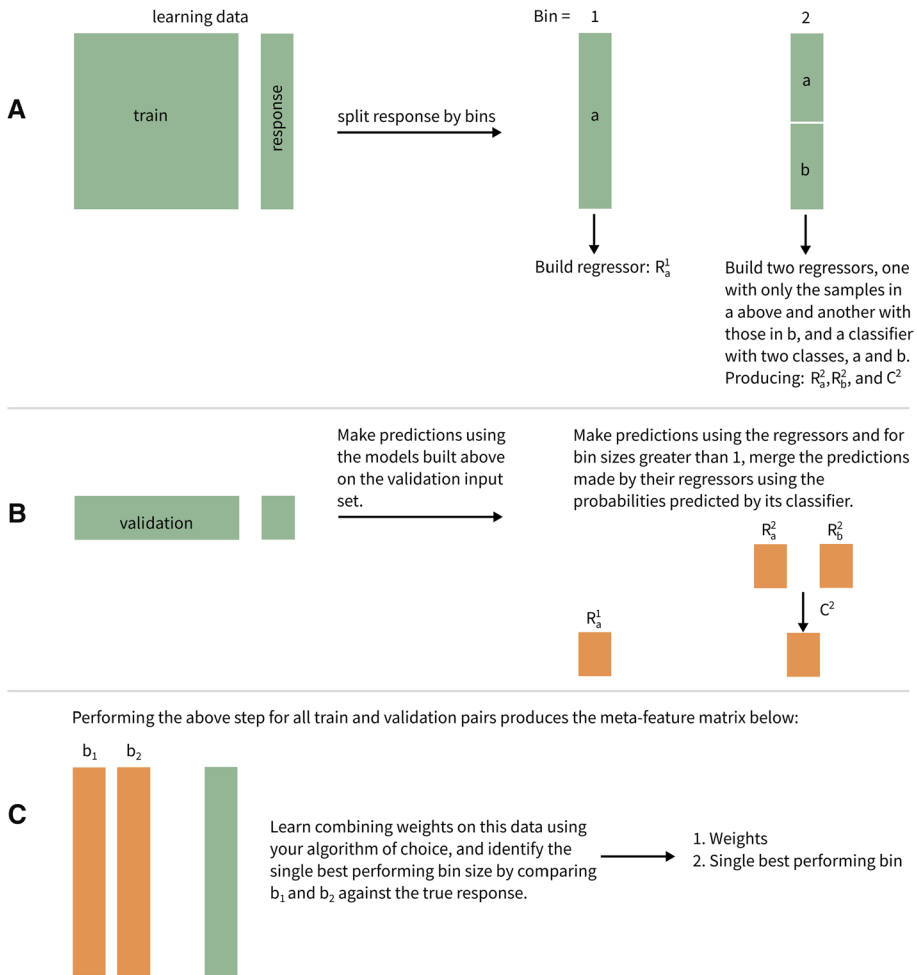 learning data
Bin =
1
2
A
train
response
split response by bins
a
a
b
Build regressor: R¹ₐ
Build two regressors, one
with only the samples in
a above and another with
those in b, and a classifier
with two classes, a and b.
Producing: R²ₐ,R²_b, and C²
B
validation
Make predictions using
the models built above
on the validation input
set.
Make predictions using the regressors and for
bin sizes greater than 1, merge the predictions
made by their regressors using the
probabilities predicted by its classifier.
R²ₐ
R²_b
C²
R¹ₐ
Performing the above step for all train and validation pairs produces the meta-feature matrix below:
b₁
b₂
C
Learn combining weights on this data using
your algorithm of choice, and identify the
single best performing bin size by comparing
b₁ and b₂ against the true response.
1. Weights
2. Single best performing bin